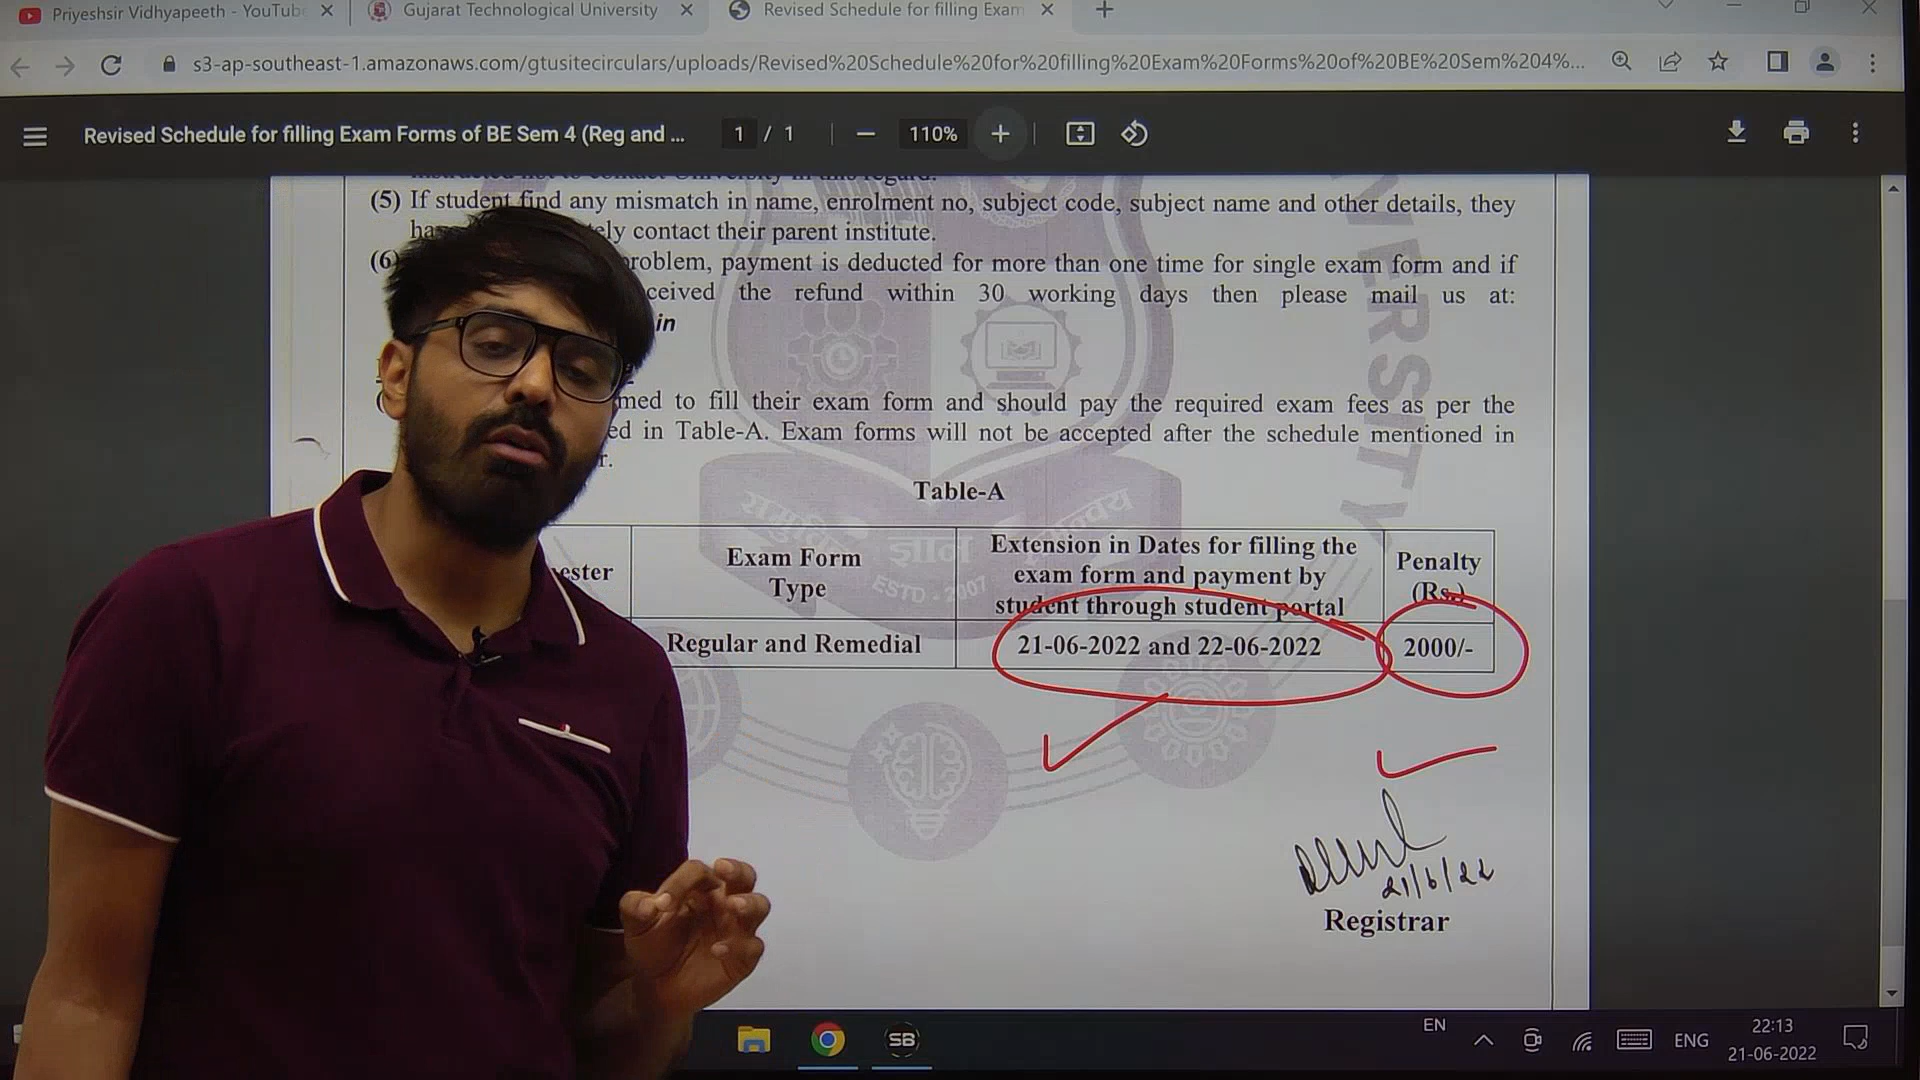 Priyeshsir Vidhyapeeth - YouTube
Gujarat Technological University
Revised Schedule for filling Exam
s3-ap-southeast-1.amazonaws.com/gtusitecirculars/uploads/Revised%20Schedule%20for%20filling%20Exam%20Forms%20of%20BE%20Sem%204%...
Revised Schedule for filling Exam Forms of BE Sem 4 (Reg and ...
1 / 1
110%
(5) If student find any mismatch in name, enrolment no, subject code, subject name and other details, they
contact their parent institute.
(6) problem, payment is deducted for more than one time for single exam form and if
the refund within 30 working days then please mail us at:
in
to fill their exam form and should pay the required exam fees as per the
in Table-A. Exam forms will not be accepted after the schedule mentioned in
VERSITY
Table-A
ज्ञान
ESTD - 2007
Exam Form
Type
Extension in Dates for filling the
exam form and payment by
student through student portal
Penalty
(Rs.)
Regular and Remedial
21-06-2022 and 22-06-2022
2000/-
21/6/22
Registrar
SB
EN
ENG
22:13
21-06-2022